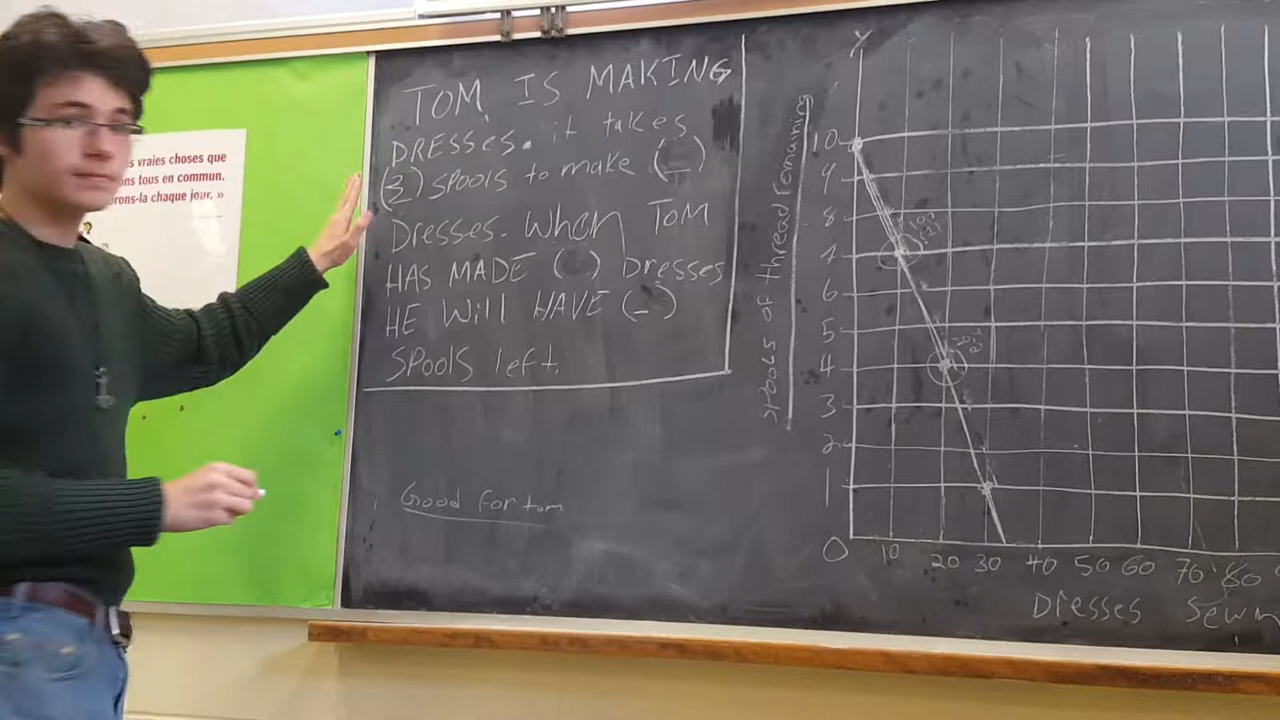 s vraies choses que
ns tous en commun.
rons-la chaque jour. »
TOM IS MAKING
DRESSES. it takes
(3) SPOOLS to make (_)
Dresses. When TOM
HAS MADE ( ) Dresses
HE Will HAVE (_)
SPOOLS left.
Good For tom
Spools of thread remaining
Y
10
9
8
7
6
5
4
3
2
1
0 10 20 30 40 50 60 70 80
Dresses Sewn